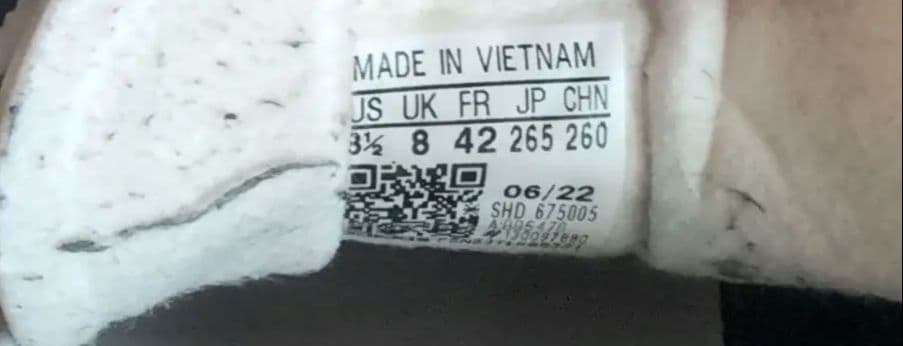 MADE IN VIETNAM
US UK FR JP CHN
8½ 8 42 265 260
06/22
SHD 675005